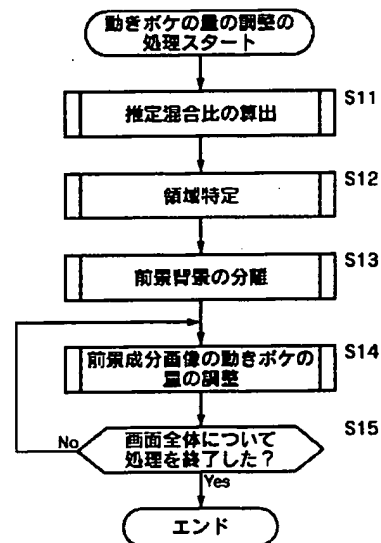 動きボケの量の調整の
処理スタート
S11
推定混合比の算出
S12
領域特定
S13
前景背景の分離
S14
前景成分画像の動きボケの
量の調整
S15
画面全体について
処理を終了した？
No
Yes
エンド